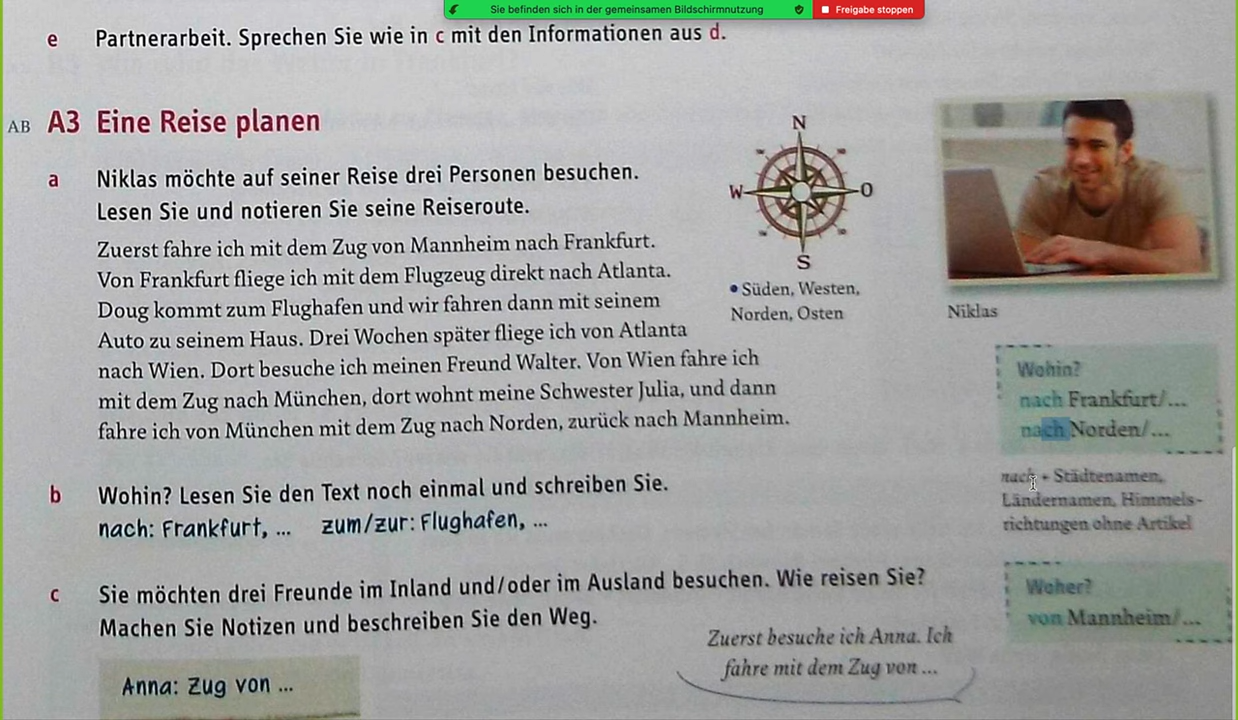 Sie befinden sich in der gemeinsamen Bildschirmnutzung
Freigabe stoppen
e Partnerarbeit. Sprechen Sie wie in c mit den Informationen aus d.
AB A3 Eine Reise planen
a Niklas möchte auf seiner Reise drei Personen besuchen.
Lesen Sie und notieren Sie seine Reiseroute.
Zuerst fahre ich mit dem Zug von Mannheim nach Frankfurt.
Von Frankfurt fliege ich mit dem Flugzeug direkt nach Atlanta.
Doug kommt zum Flughafen und wir fahren dann mit seinem
Auto zu seinem Haus. Drei Wochen später fliege ich von Atlanta
nach Wien. Dort besuche ich meinen Freund Walter. Von Wien fahre ich
mit dem Zug nach München, dort wohnt meine Schwester Julia, und dann
fahre ich von München mit dem Zug nach Norden, zurück nach Mannheim.
N
W O
S
• Süden, Westen,
Norden, Osten
Niklas
Wohin?
nach Frankfurt/...
nach Norden/...
nach + Städtenamen,
Ländernamen, Himmels-
richtungen ohne Artikel
b Wohin? Lesen Sie den Text noch einmal und schreiben Sie.
nach: Frankfurt, ... zum/zur: Flughafen, ...
c Sie möchten drei Freunde im Inland und/oder im Ausland besuchen. Wie reisen Sie?
Machen Sie Notizen und beschreiben Sie den Weg.
Woher?
von Mannheim/...
Zuerst besuche ich Anna. Ich
fahre mit dem Zug von ...
Anna: Zug von ...